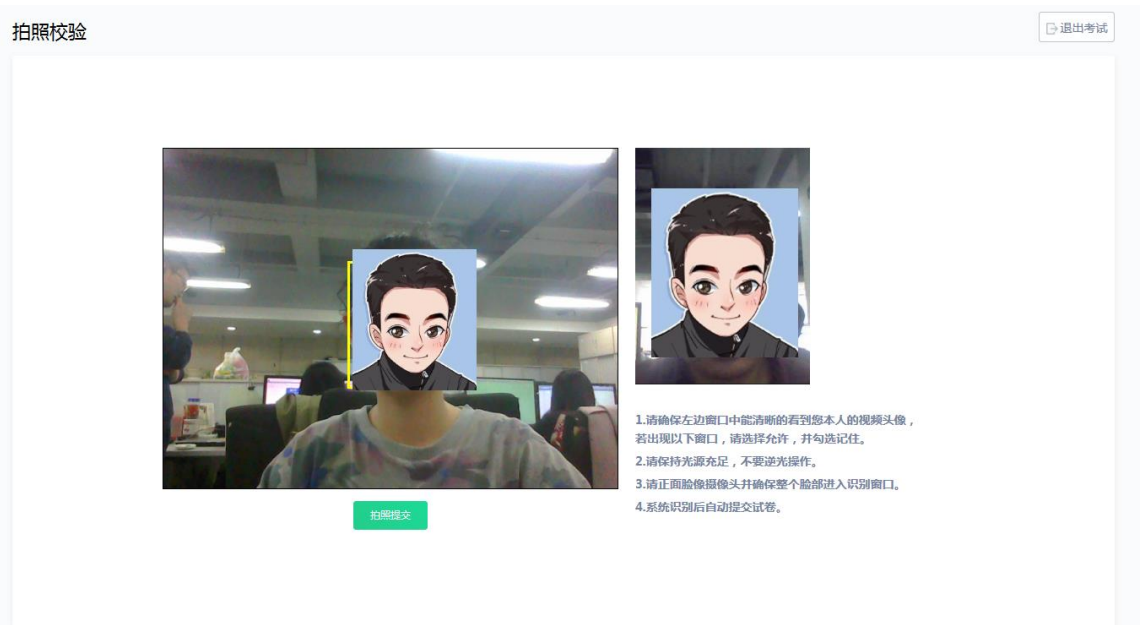 拍照校验
退出考试
1.请确保左边窗口中能清晰的看到您本人的视频头像，
若出现以下窗口，请选择允许，并勾选记住。
2.请保持光源充足，不要逆光操作。
3.请正面脸像摄像头并确保整个脸部进入识别窗口。
4.系统识别后自动提交试卷。
拍照提交